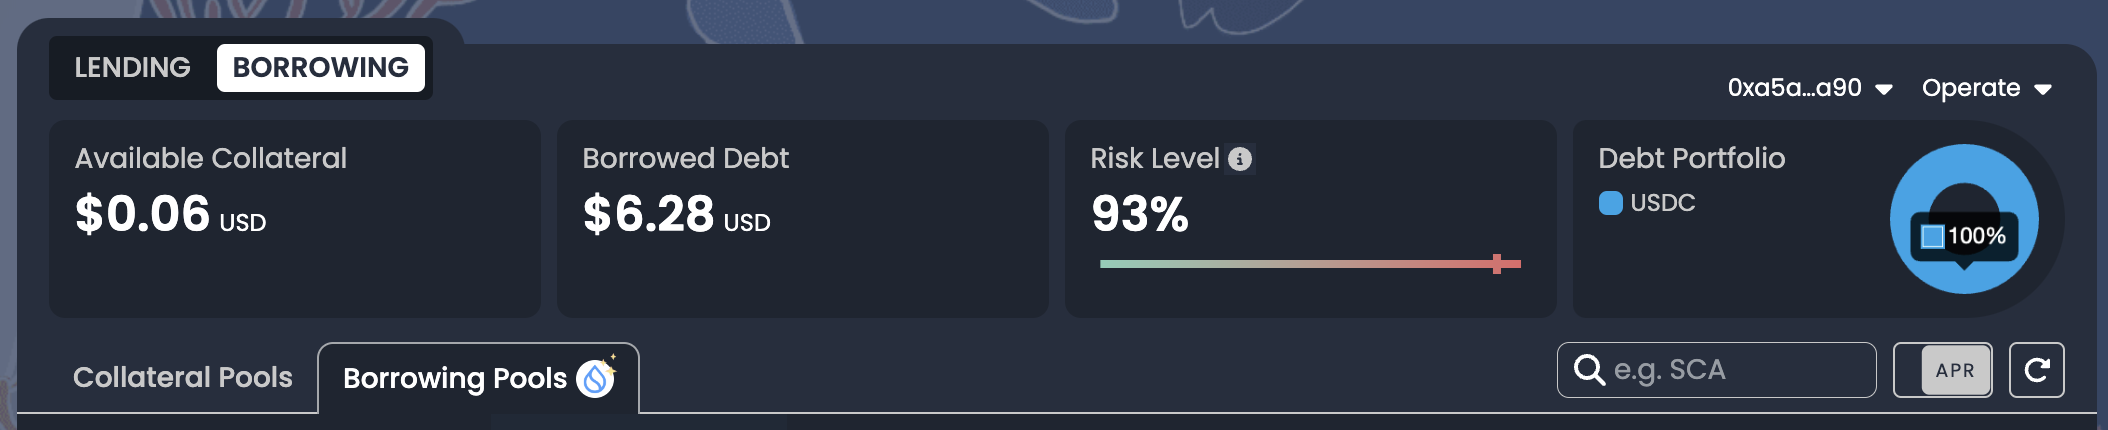 LENDING BORROWING
0xa5a...a90 Operate
Available Collateral
$0.06 USD
Borrowed Debt
$6.28 USD
Risk Level
93%
Debt Portfolio
USDC
100%
Collateral Pools
Borrowing Pools
e.g. SCA
APR